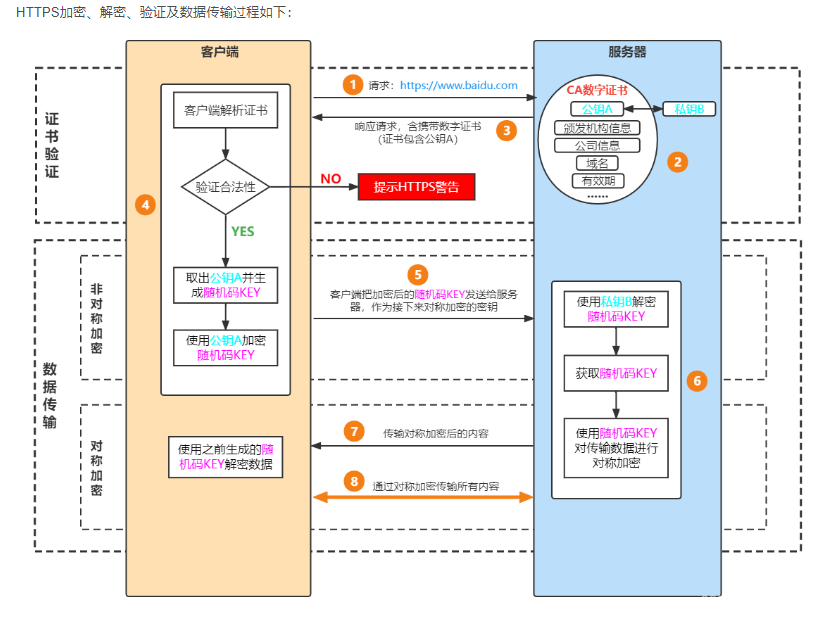 HTTPS加密、解密、验证及数据传输过程如下：
客户端
服务器
证书验证
客户端解析证书
1
请求：https://www.baidu.com
CA数字证书
公钥A
私钥B
颁发机构信息
公司信息
域名
有效期
......
2
响应请求，含携带数字证书
(证书包含公钥A)
3
4
验证合法性
NO
提示HTTPS警告
YES
数据传输
非对称加密
取出公钥A并生
成随机码KEY
使用公钥A加密
随机码KEY
5
客户端把加密后的随机码KEY发送给服务
器，作为接下来对称加密的密钥
使用私钥B解密
随机码KEY
获取随机码KEY
6
使用随机码KEY
对传输数据进行
对称加密
对称加密
使用之前生成的随
机码KEY解密数据
7
传输对称加密后的内容
8
通过对称加密传输所有内容